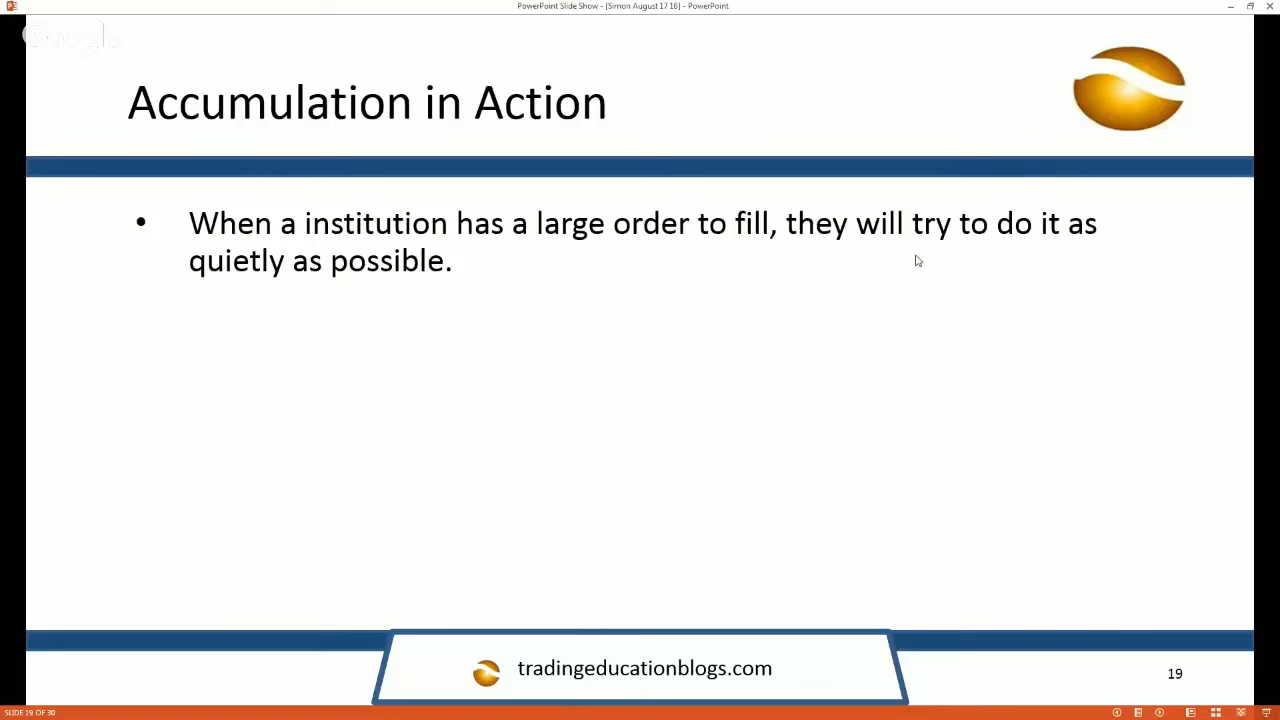 PowerPoint Slide Show - [Simon August 17 16] - PowerPoint
Accumulation in Action
• When a institution has a large order to fill, they will try to do it as
quietly as possible.
tradingeducationblogs.com
19
SLIDE 19 OF 30